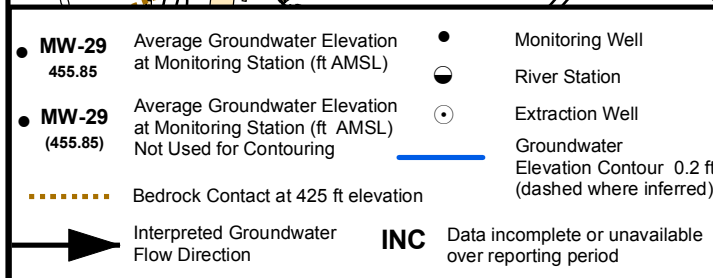 MW-29
455.85
Average Groundwater Elevation
at Monitoring Station (ft AMSL)
MW-29
(455.85)
Average Groundwater Elevation
at Monitoring Station (ft AMSL)
Not Used for Contouring
Bedrock Contact at 425 ft elevation
Interpreted Groundwater
Flow Direction
Monitoring Well
River Station
Extraction Well
Groundwater
Elevation Contour 0.2 ft
(dashed where inferred)
INC
Data incomplete or unavailable
over reporting period